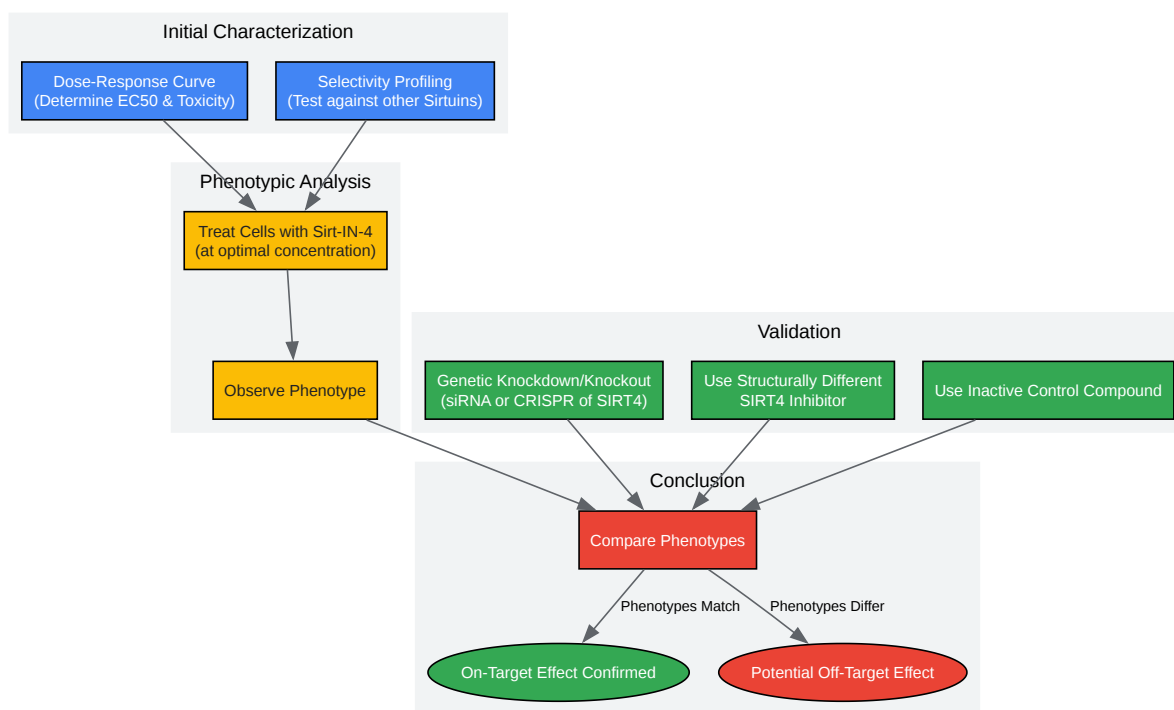 Initial Characterization
Dose-Response Curve
(Determine EC50 & Toxicity)
Selectivity Profiling
(Test against other Sirtuins)
Phenotypic Analysis
Treat Cells with Sirt-IN-4
(at optimal concentration)
Observe Phenotype
Validation
Genetic Knockdown/Knockout
(siRNA or CRISPR of SIRT4)
Use Structurally Different
SIRT4 Inhibitor
Use Inactive Control Compound
Conclusion
Compare Phenotypes
Phenotypes Match
Phenotypes Differ
On-Target Effect Confirmed
Potential Off-Target Effect